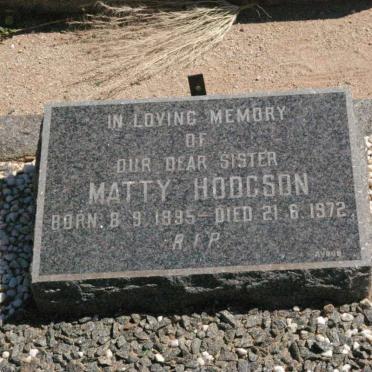 IN LOVING MEMORY
OF
OUR DEAR SISTER
MATTY HODGSON
BORN. 8. 9. 1895 – DIED 21. 6. 1972.
R.I.P.